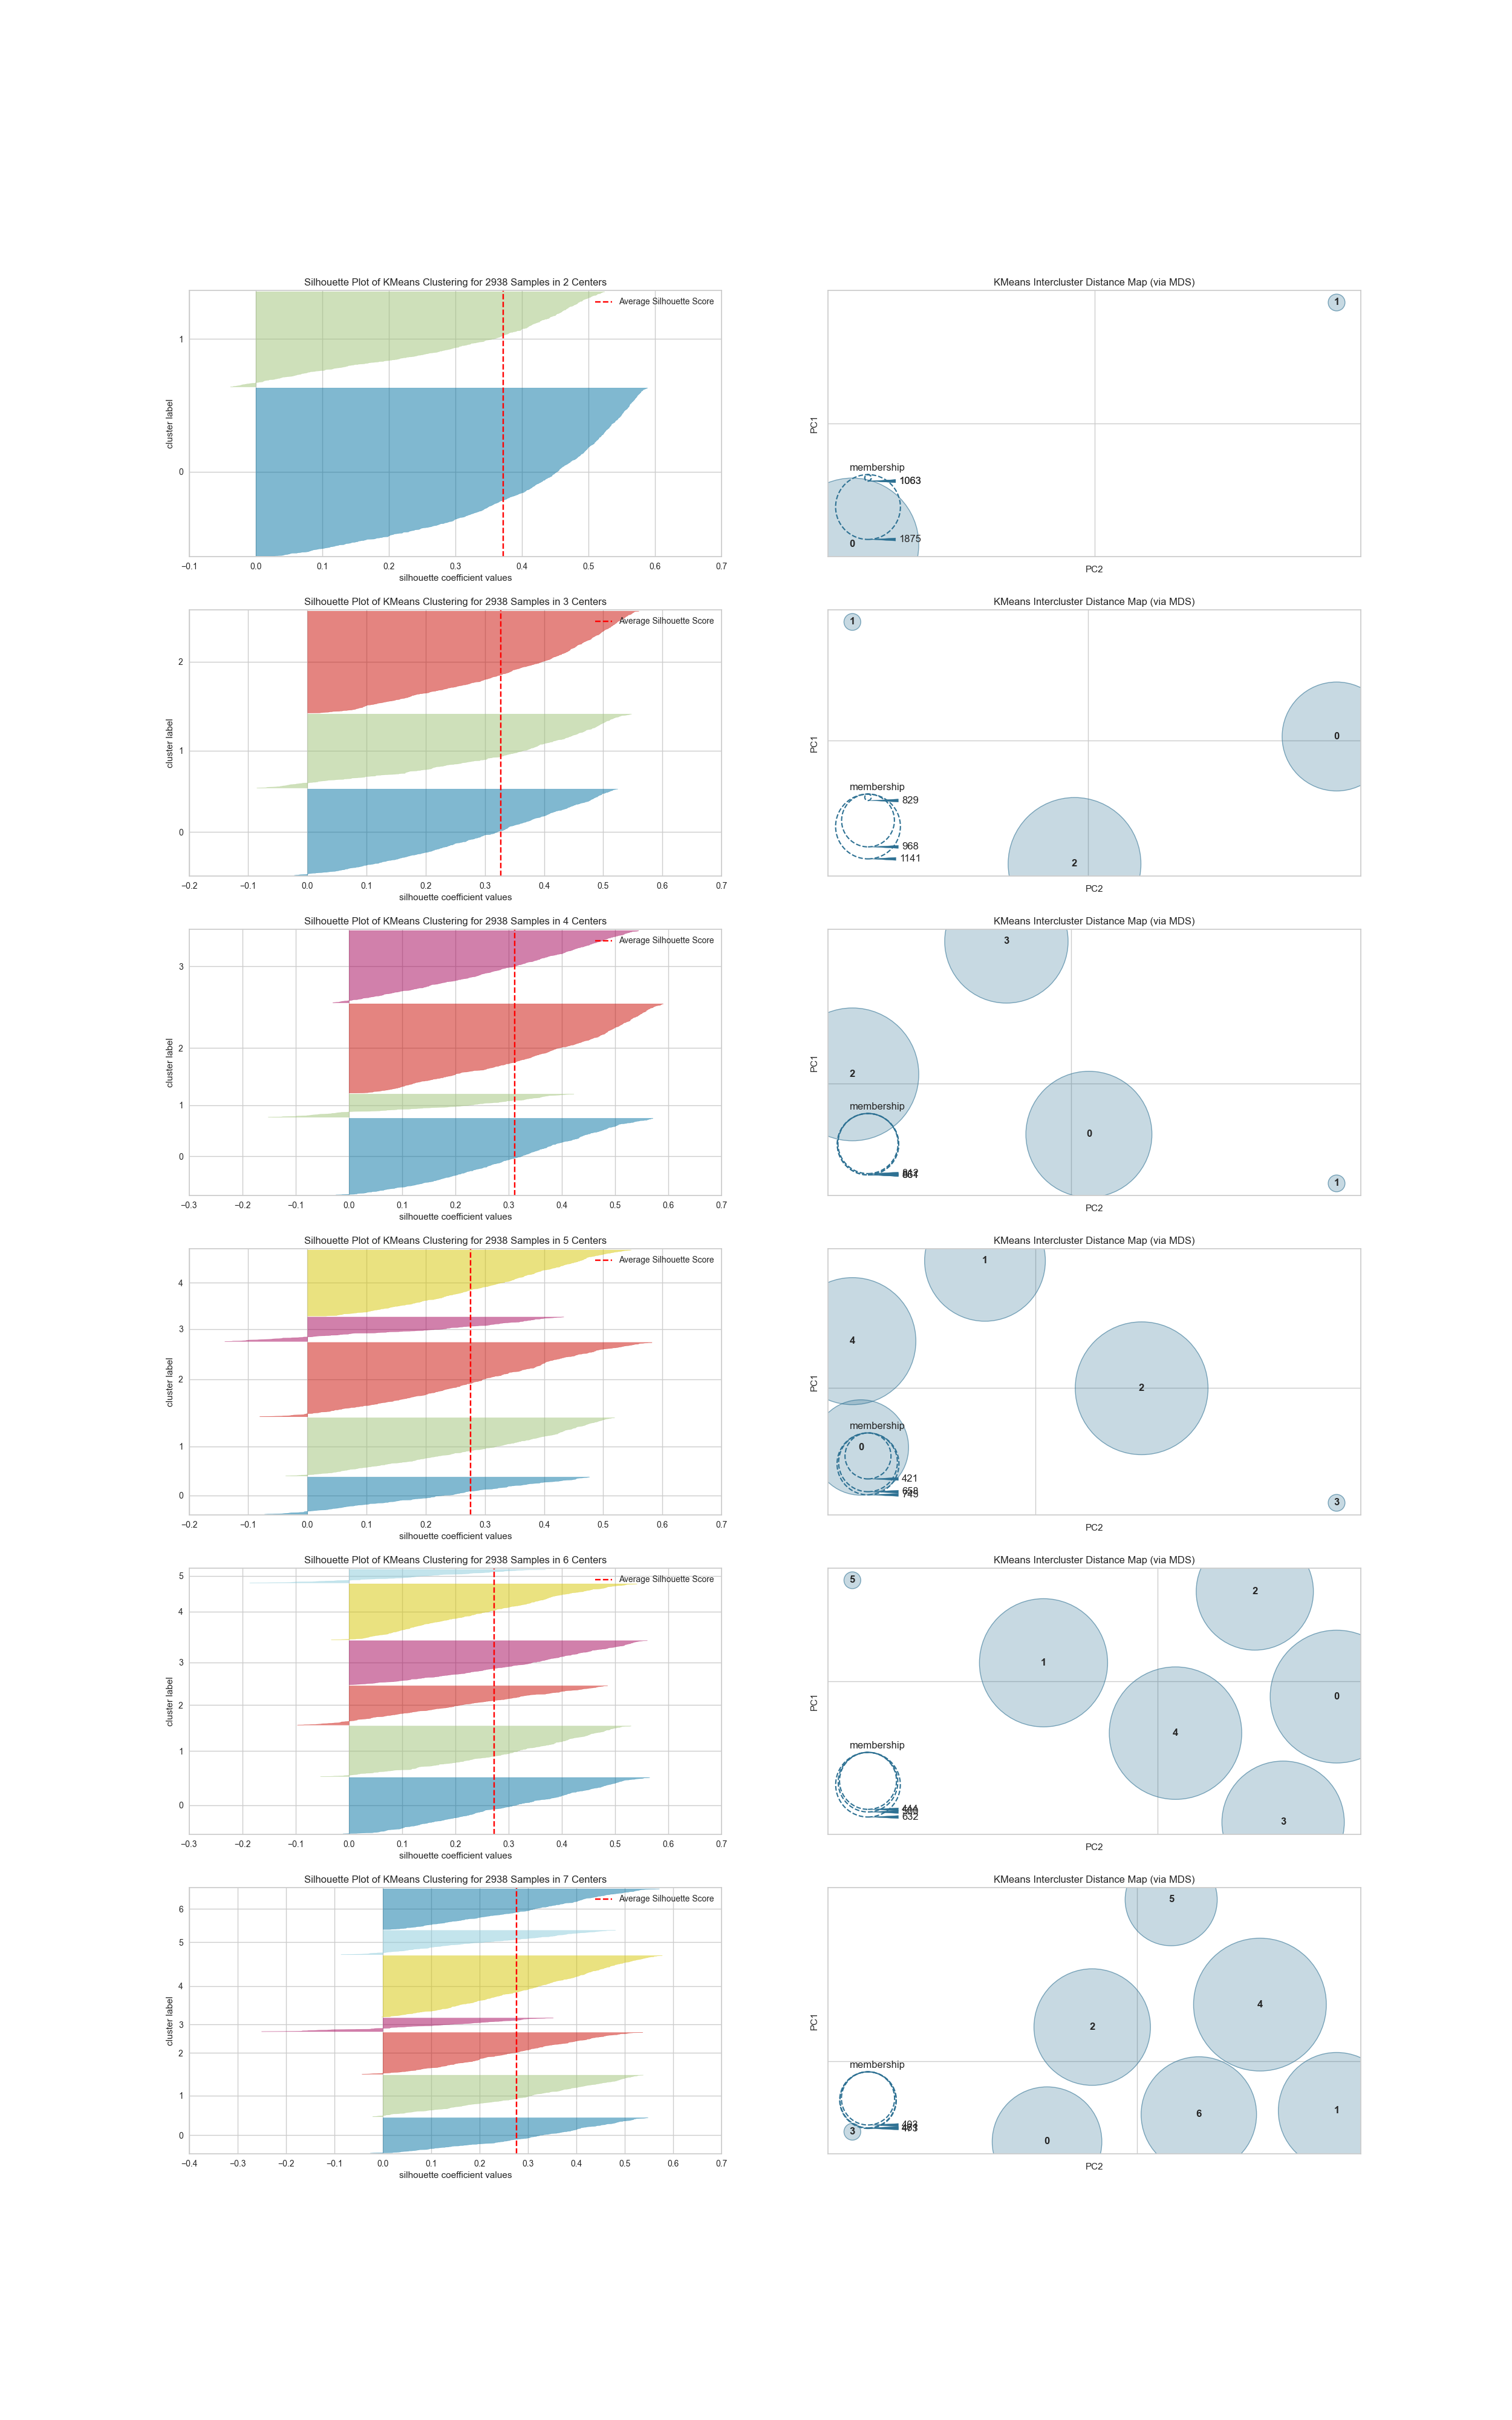 Silhouette Plot of KMeans Clustering for 2938 Samples in 2 Centers
Average Silhouette Score
1
0
cluster label
−0.1 0.0 0.1 0.2 0.3 0.4 0.5 0.6 0.7
silhouette coefficient values
KMeans Intercluster Distance Map (via MDS)
1
PC1
membership
1063
1875
0
PC2
Silhouette Plot of KMeans Clustering for 2938 Samples in 3 Centers
Average Silhouette Score
2
1
0
cluster label
−0.2 −0.1 0.0 0.1 0.2 0.3 0.4 0.5 0.6 0.7
silhouette coefficient values
KMeans Intercluster Distance Map (via MDS)
1
0
PC1
membership
829
968
1141
2
PC2
Silhouette Plot of KMeans Clustering for 2938 Samples in 4 Centers
Average Silhouette Score
3
2
1
0
cluster label
−0.3 −0.2 −0.1 0.0 0.1 0.2 0.3 0.4 0.5 0.6 0.7
silhouette coefficient values
KMeans Intercluster Distance Map (via MDS)
3
2
PC1
membership
0
1
PC2
Silhouette Plot of KMeans Clustering for 2938 Samples in 5 Centers
Average Silhouette Score
4
3
2
1
0
cluster label
−0.2 −0.1 0.0 0.1 0.2 0.3 0.4 0.5 0.6 0.7
silhouette coefficient values
KMeans Intercluster Distance Map (via MDS)
1
4
2
PC1
membership
0
421
3
PC2
Silhouette Plot of KMeans Clustering for 2938 Samples in 6 Centers
Average Silhouette Score
5
4
3
2
1
0
cluster label
−0.3 −0.2 −0.1 0.0 0.1 0.2 0.3 0.4 0.5 0.6 0.7
silhouette coefficient values
KMeans Intercluster Distance Map (via MDS)
5
2
1
0
PC1
4
membership
632
3
PC2
Silhouette Plot of KMeans Clustering for 2938 Samples in 7 Centers
Average Silhouette Score
6
5
4
3
2
1
0
cluster label
−0.4 −0.3 −0.2 −0.1 0.0 0.1 0.2 0.3 0.4 0.5 0.6 0.7
silhouette coefficient values
KMeans Intercluster Distance Map (via MDS)
5
4
2
PC1
membership
1
6
3
0
PC2